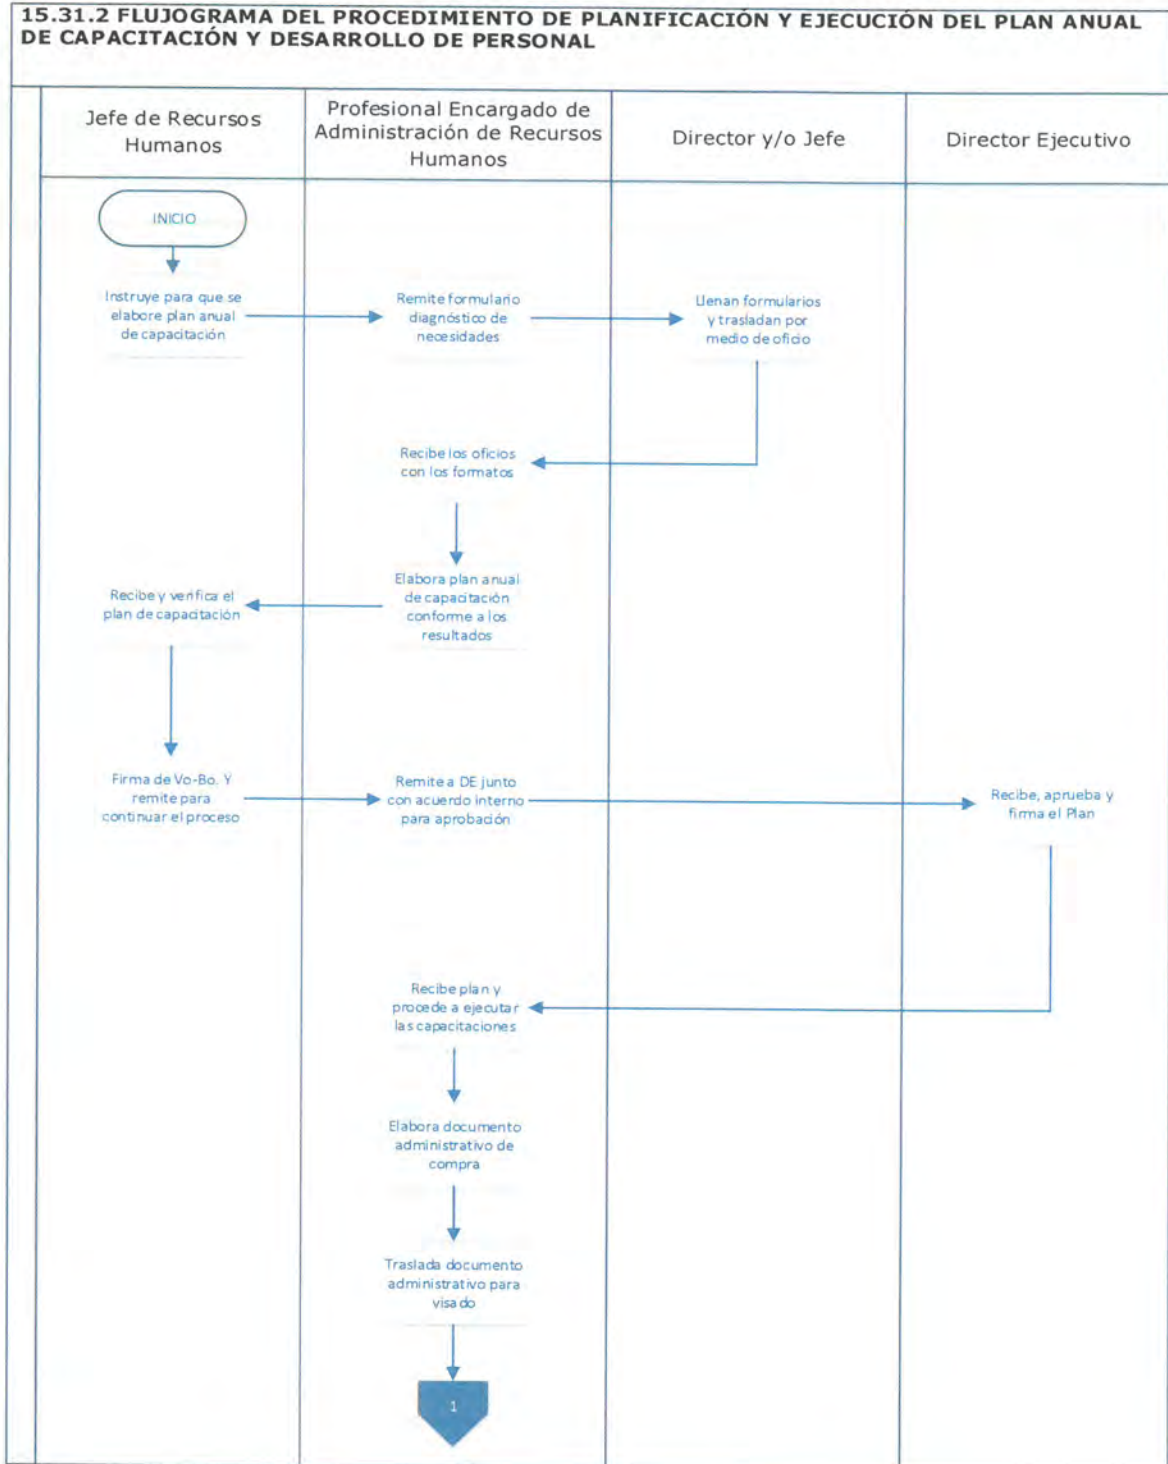 15.31.2 FLUJOGRAMA DEL PROCEDIMIENTO DE PLANIFICACIÓN Y EJECUCIÓN DEL PLAN ANUAL
DE CAPACITACIÓN Y DESARROLLO DE PERSONAL
Jefe de Recursos
Humanos
Profesional Encargado de
Administración de Recursos
Humanos
Director y/o Jefe
Director Ejecutivo
INICIO
Instruye para que se
elabore plan anual
de capacitación
Remite formulario
diagnóstico de
necesidades
Llenan formularios
y trasladan por
medio de oficio
Recibe los oficios
con los formatos
Elabora plan anual
de capacitación
conforme a los
resultados
Recibe y verifica el
plan de capacitación
Firma de Vo-Bo. Y
remite para
continuar el proceso
Remite a DE junto
con acuerdo interno
para aprobación
Recibe, aprueba y
firma el Plan
Recibe plan y
procede a ejecutar
las capacitaciones
Elabora documento
administrativo de
compra
Traslada documento
administrativo para
visado
1